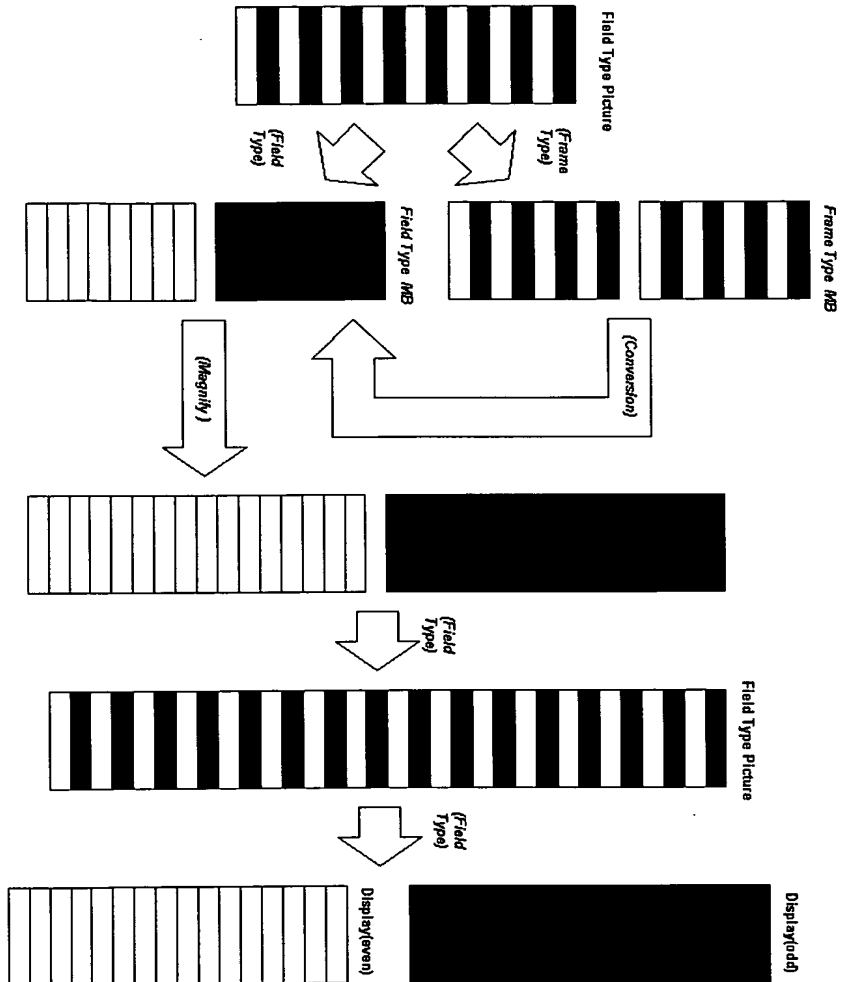 Field Type Picture
(Frame
Type)
(Field
Type)
Frame Type MB
Field Type MB
(Conversion)
(Magnify )
(Field
Type)
Field Type Picture
(Field
Type)
Display(odd)
Display(even)